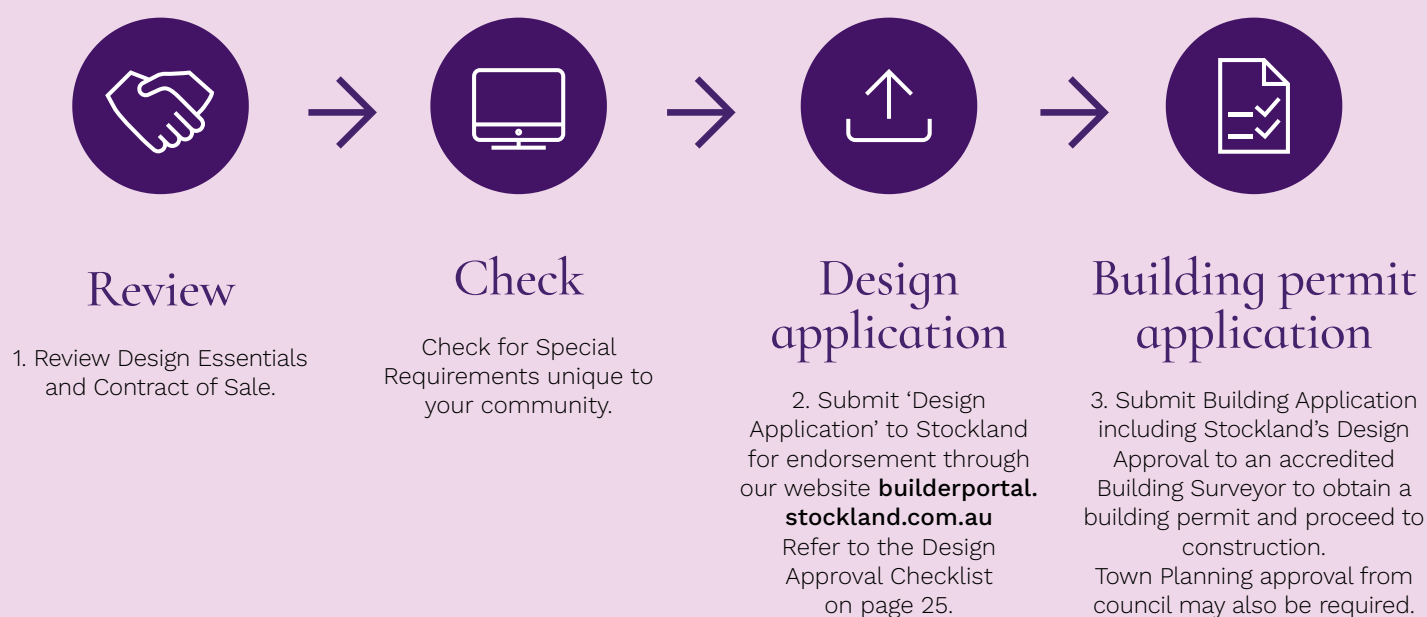 Review
1. Review Design Essentials
and Contract of Sale.
Check
Check for Special
Requirements unique to
your community.
Design
application
2. Submit ‘Design
Application’ to Stockland
for endorsement through
our website builderportal.
stockland.com.au
Refer to the Design
Approval Checklist
on page 25.
Building permit
application
3. Submit Building Application
including Stockland’s Design
Approval to an accredited
Building Surveyor to obtain a
building permit and proceed to
construction.
Town Planning approval from
council may also be required.